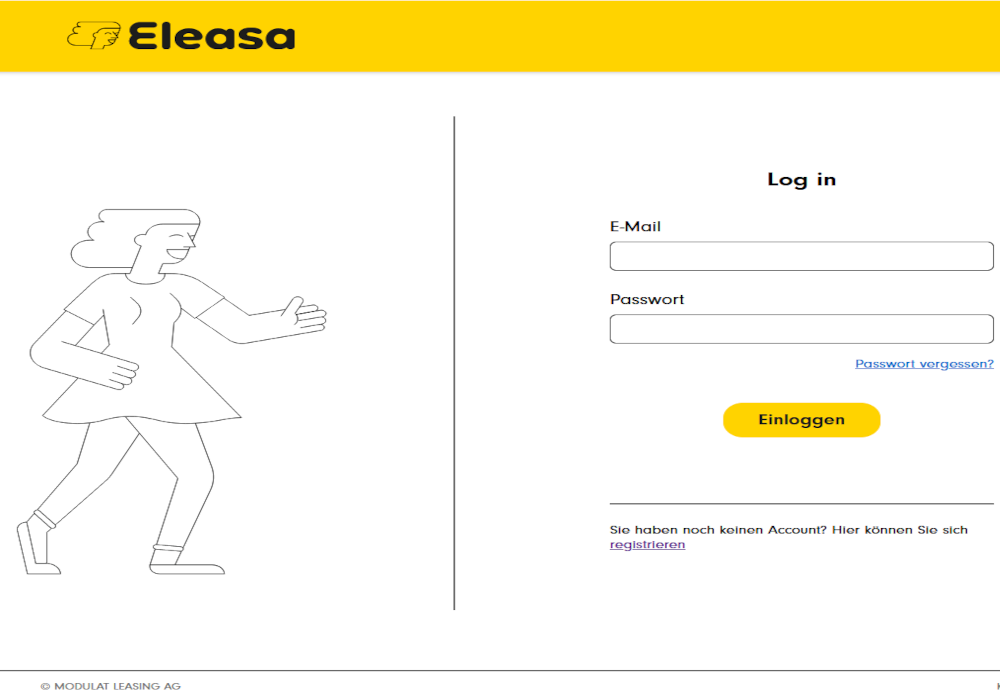 Eleasa
Log in
E-Mail
Passwort
Passwort vergessen?
Einloggen
Sie haben noch keinen Account? Hier können Sie sich
registrieren
© MODULAT LEASING AG